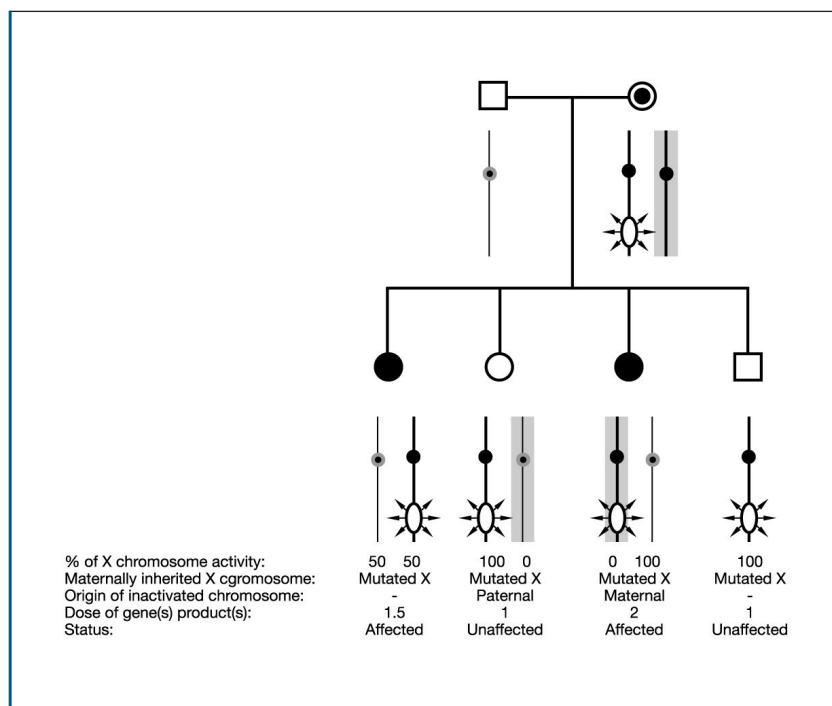 % of X chromosome activity: 50 50 100 0 0 100 100
Maternally inherited X cgromosome: Mutated X Mutated X Mutated X Mutated X
Origin of inactivated chromosome: - Paternal Maternal -
Dose of gene(s) product(s): 1.5 1 2 1
Status: Affected Unaffected Affected Unaffected